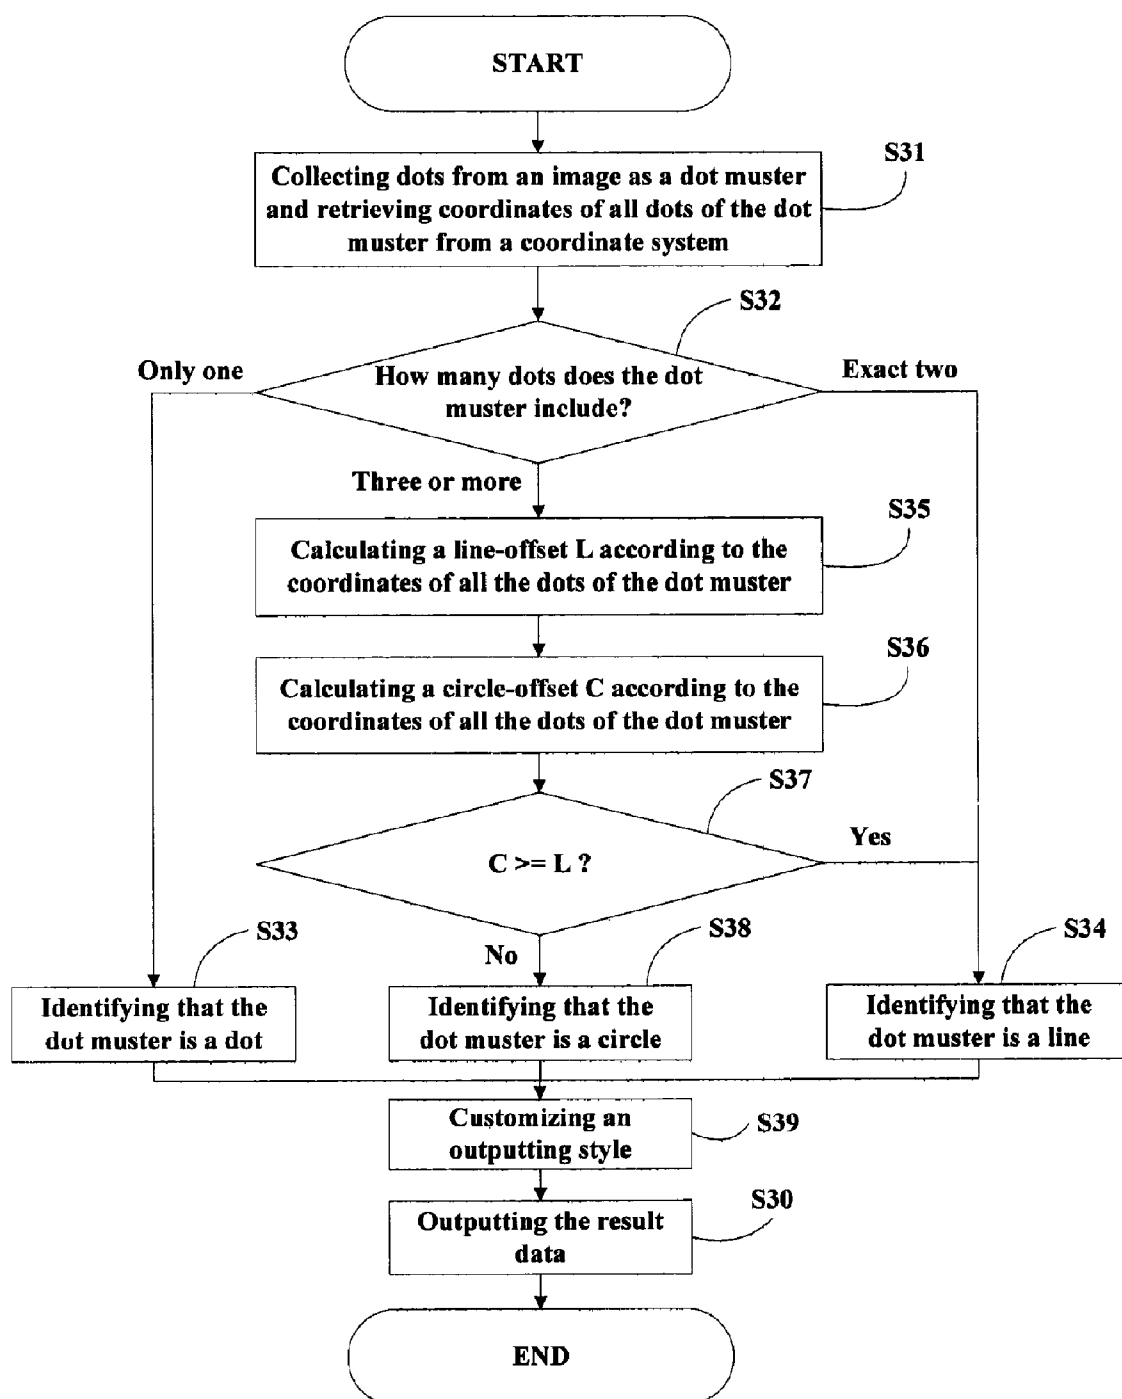 START
S31
Collecting dots from an image as a dot muster
and retrieving coordinates of all dots of the dot
muster from a coordinate system
S32
Only one
How many dots does the dot
muster include?
Exact two
Three or more
S35
Calculating a line-offset L according to the
coordinates of all the dots of the dot muster
S36
Calculating a circle-offset C according to the
coordinates of all the dots of the dot muster
S37
C >= L ?
Yes
No
S33
S38
S34
Identifying that the
dot muster is a dot
Identifying that the
dot muster is a circle
Identifying that the
dot muster is a line
Customizing an
outputting style
S39
S30
Outputting the result
data
END